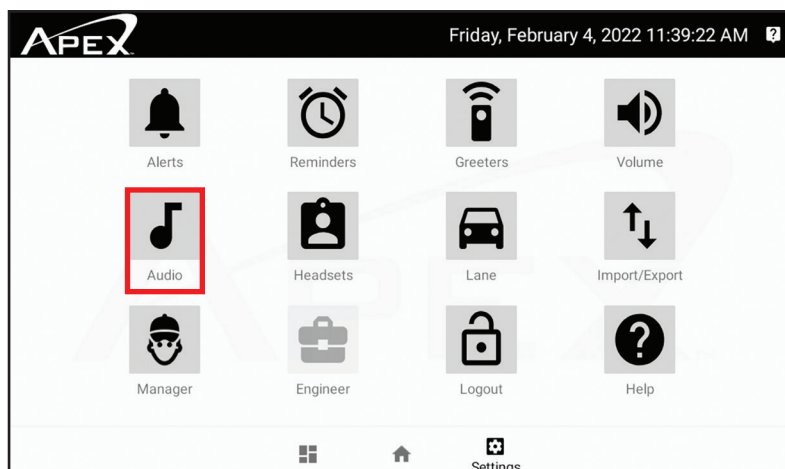 APEX Friday, February 4, 2022 11:39:22 AM ?
Alerts Reminders Greeters Volume
Audio Headsets Lane Import/Export
Manager Engineer Logout Help
Settings